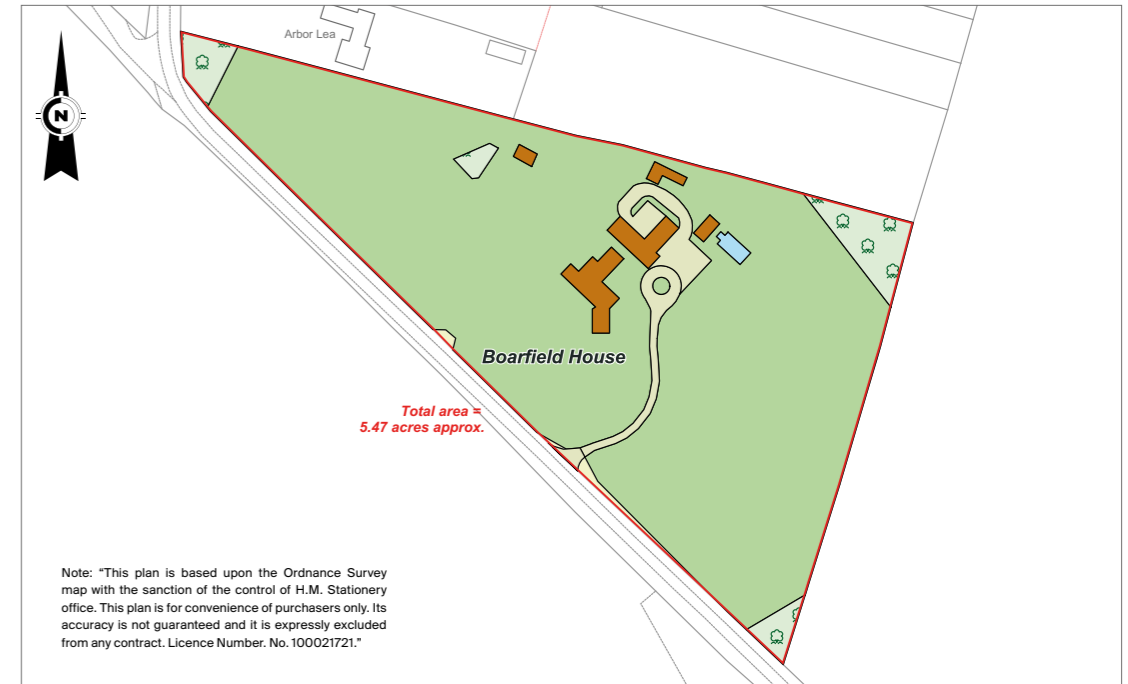 Arbor Lea
N
Boarfield House
Total area =
5.47 acres approx.
Note: “This plan is based upon the Ordnance Survey
map with the sanction of the control of H.M. Stationery
office. This plan is for convenience of purchasers only. Its
accuracy is not guaranteed and it is expressly excluded
from any contract. Licence Number. No. 100021721.”